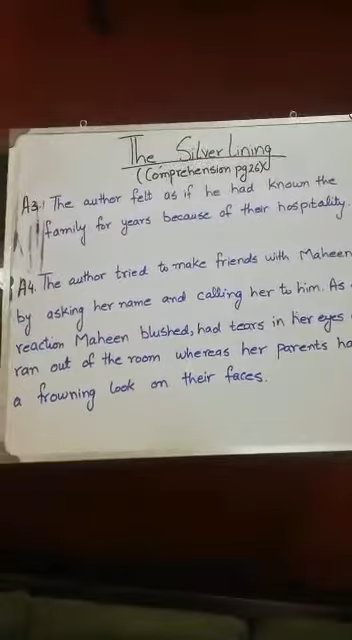 The Silver Lining
(Comprehension pg26)
A3. The author felt as if he had known the
family for years because of their hospitality.
A4. The author tried to make friends with Maheen
by asking her name and calling her to him. As
reaction Maheen blushed, had tears in her eyes
ran out of the room whereas her parents ha
a frowning look on their faces.